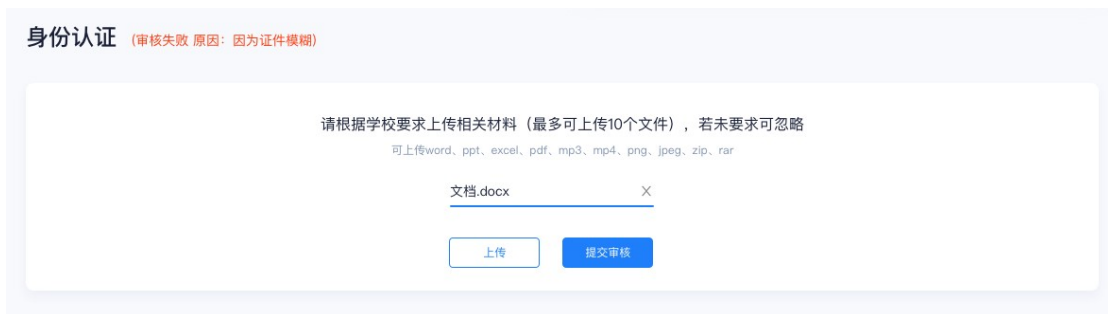 身份认证 (审核失败 原因：因为证件模糊)
请根据学校要求上传相关材料（最多可上传10个文件），若未要求可忽略
可上传word、ppt、excel、pdf、mp3、mp4、png、jpeg、zip、rar
文档.docx X
上传 提交审核